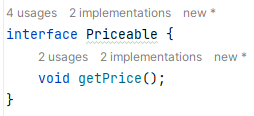 4 usages 2 implementations new *
interface Priceable {
2 usages 2 implementations new *
void getPrice();
}